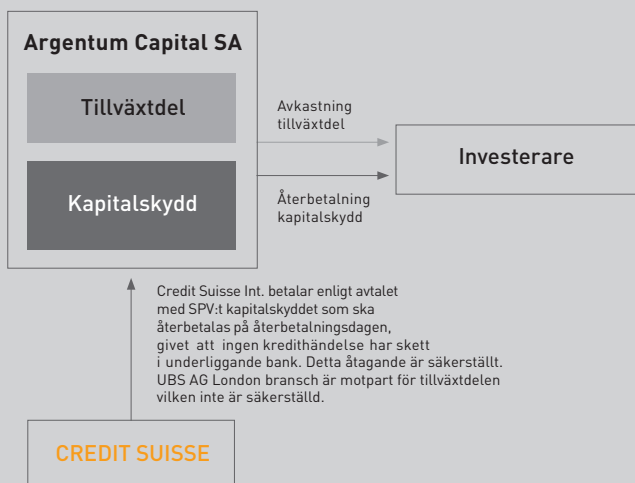 Argentum Capital SA
Tillväxtdel
Avkastning
tillväxtdel
Investerare
Kapitalskydd
Återbetalning
kapitalskydd
Credit Suisse Int. betalar enligt avtalet
med SPV:t kapitalskyddet som ska
återbetalas på återbetalningsdagen,
givet att ingen kredithändelse har skett
i underliggande bank. Detta åtagande är säkerställt.
UBS AG London bransch är motpart för tillväxtdelen
vilken inte är säkerställd.
CREDIT SUISSE